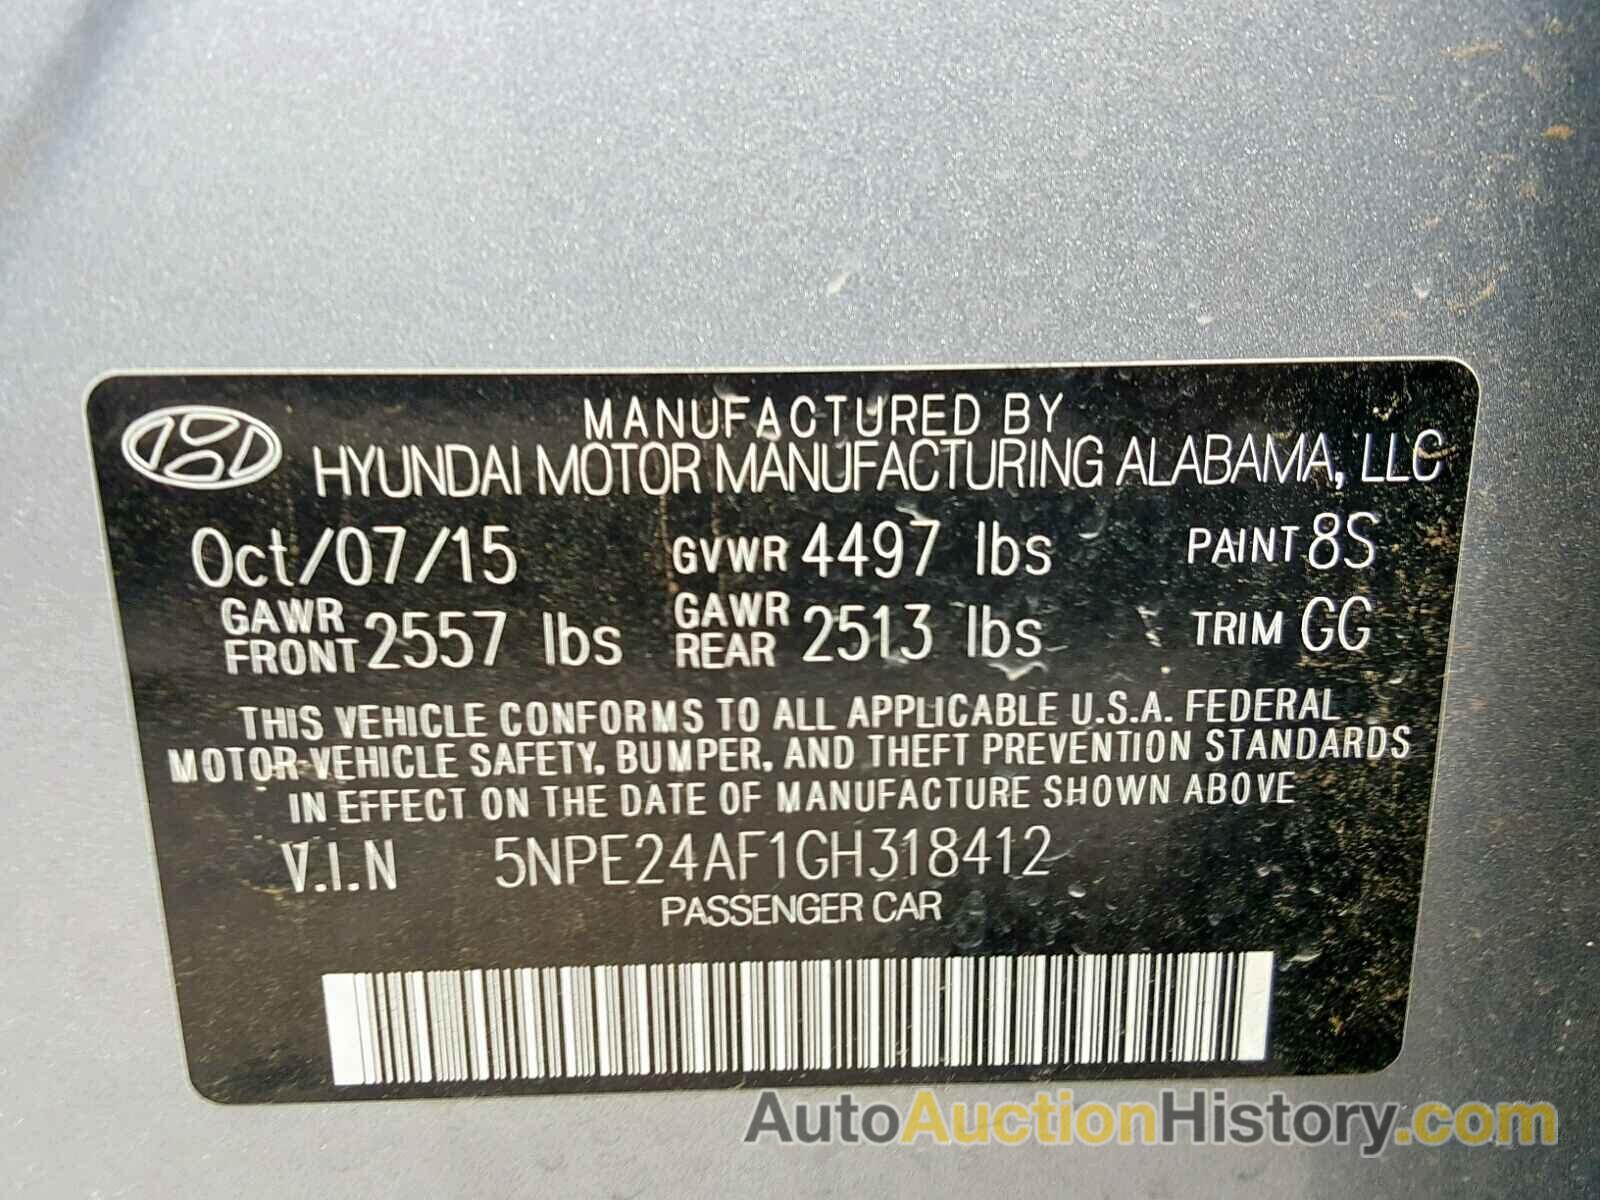 MANUFACTURED BY
HYUNDAI MOTOR MANUFACTURING ALABAMA, LLC
Oct/07/15 GVWR 4497 lbs PAINT 8S
GAWR FRONT 2557 lbs GAWR REAR 2513 lbs TRIM GG
THIS VEHICLE CONFORMS TO ALL APPLICABLE U.S.A. FEDERAL
MOTOR VEHICLE SAFETY, BUMPER, AND THEFT PREVENTION STANDARDS
IN EFFECT ON THE DATE OF MANUFACTURE SHOWN ABOVE
V.I.N 5NPE24AF1GH318412
PASSENGER CAR
AutoAuctionHistory.com